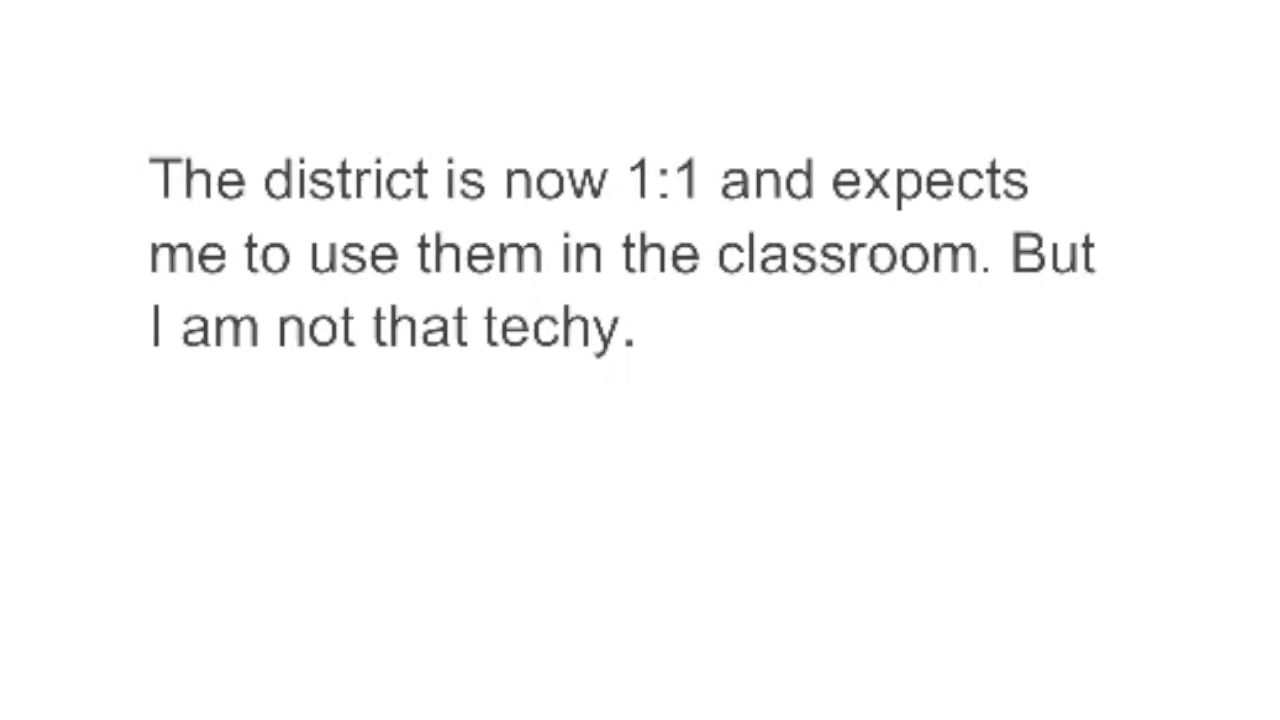 The district is now 1:1 and expects
me to use them in the classroom. But
I am not that techy.